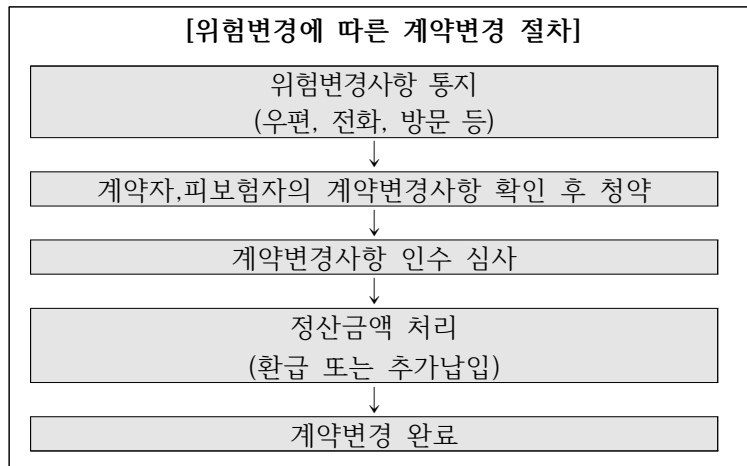 [위험변경에 따른 계약변경 절차]
위험변경사항 통지
(우편, 전화, 방문 등)
↓
계약자,피보험자의 계약변경사항 확인 후 청약
↓
계약변경사항 인수 심사
↓
정산금액 처리
(환급 또는 추가납입)
↓
계약변경 완료